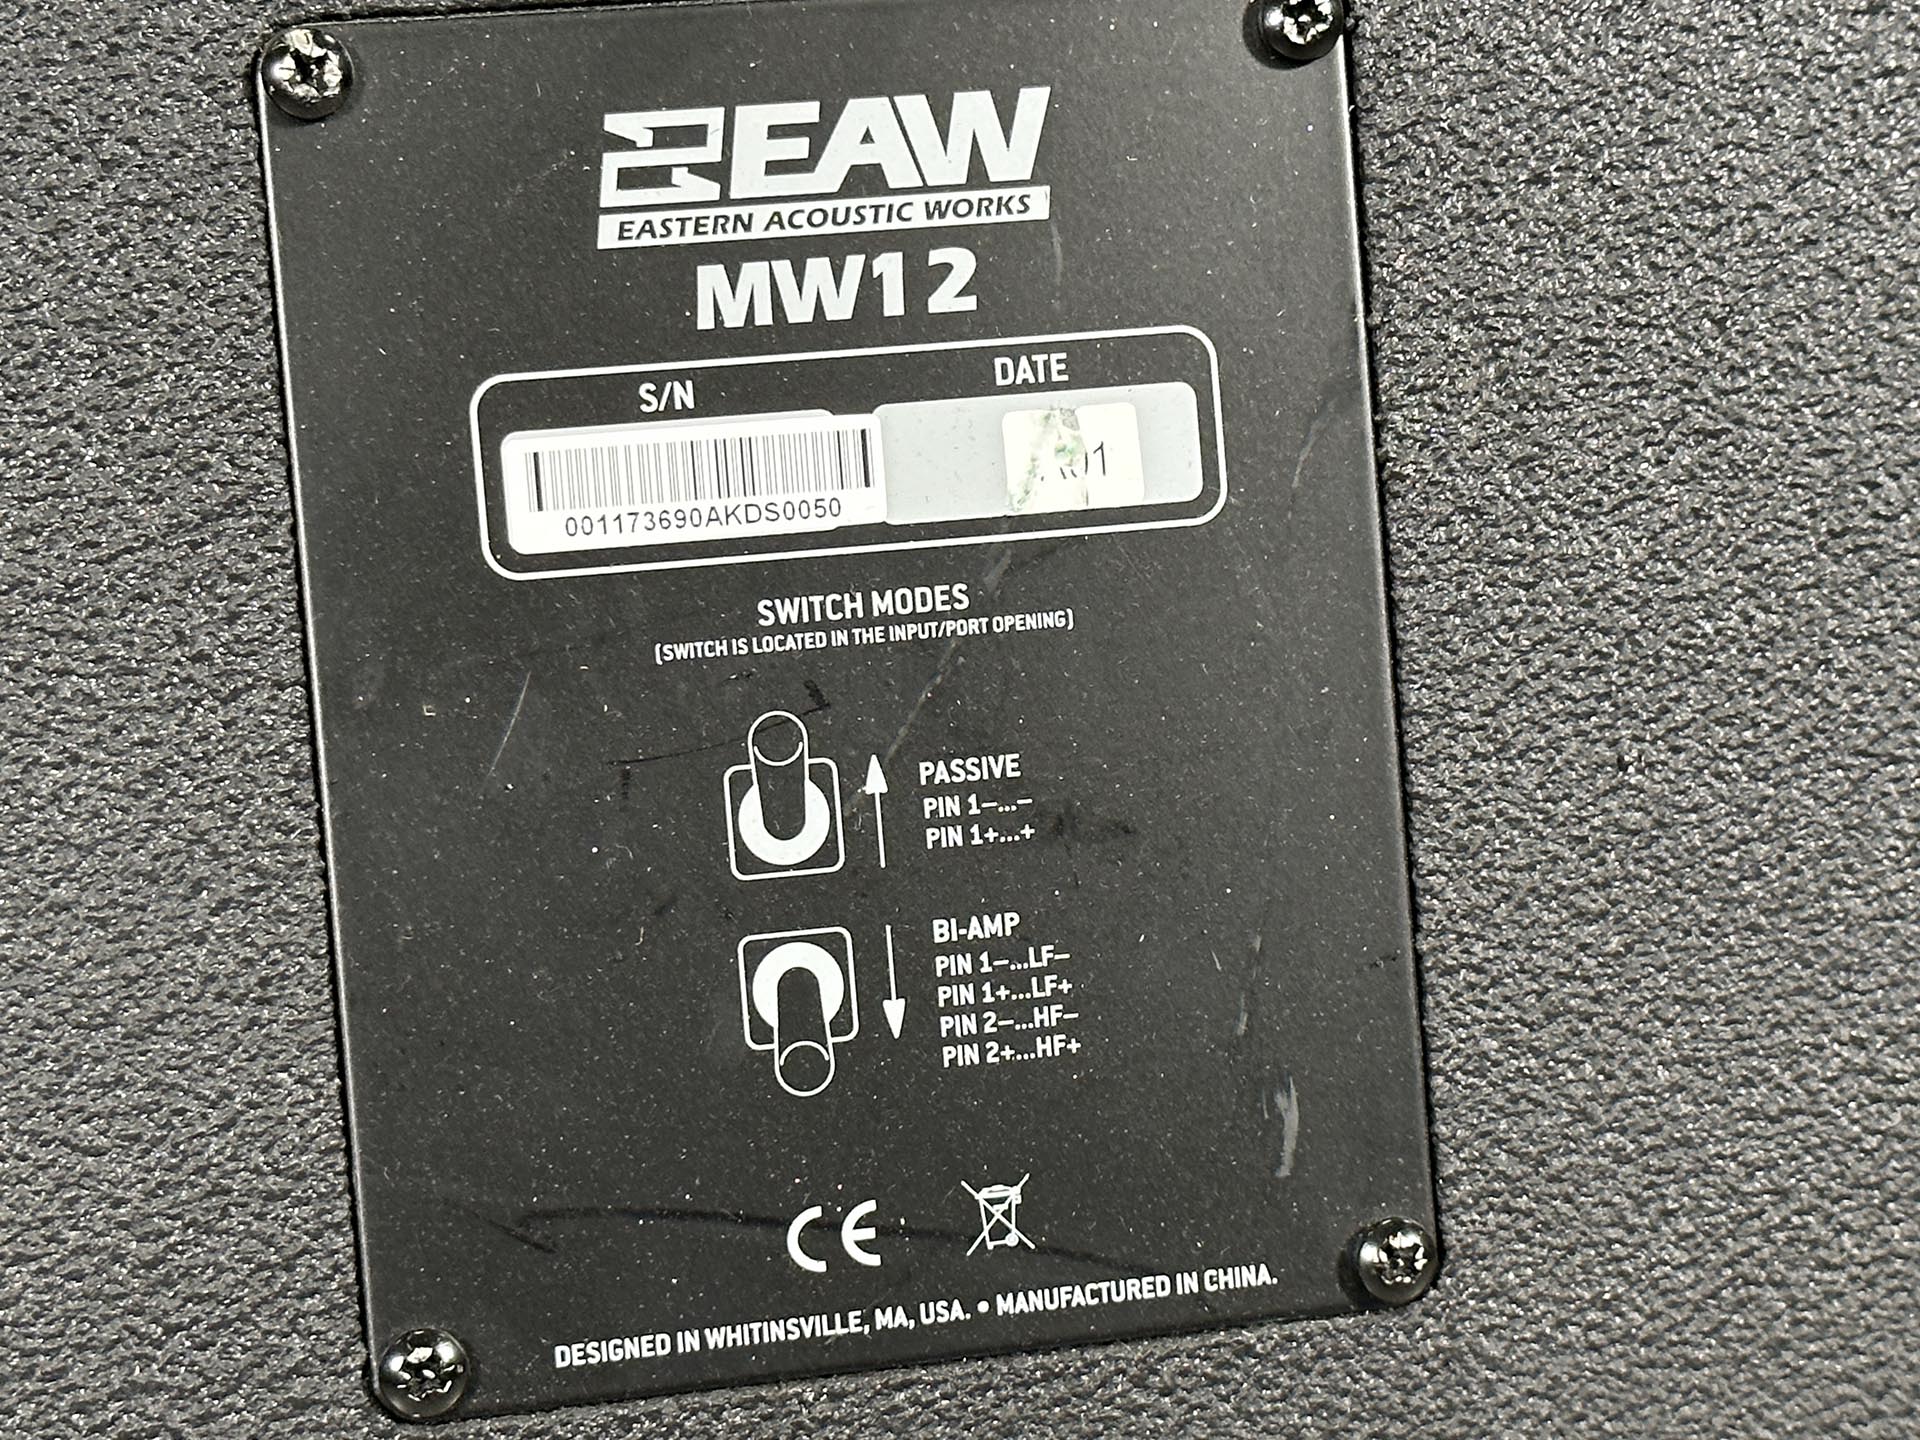 EAW
EASTERN ACOUSTIC WORKS
MW12
S/N DATE
001173690AKDS0050
SWITCH MODES
(SWITCH IS LOCATED IN THE INPUT/PORT OPENING)
PASSIVE
PIN 1–...–
PIN 1+...+
BI-AMP
PIN 1–...LF–
PIN 1+...LF+
PIN 2–...HF–
PIN 2+...HF+
CE
DESIGNED IN WHITINSVILLE, MA, USA. • MANUFACTURED IN CHINA.